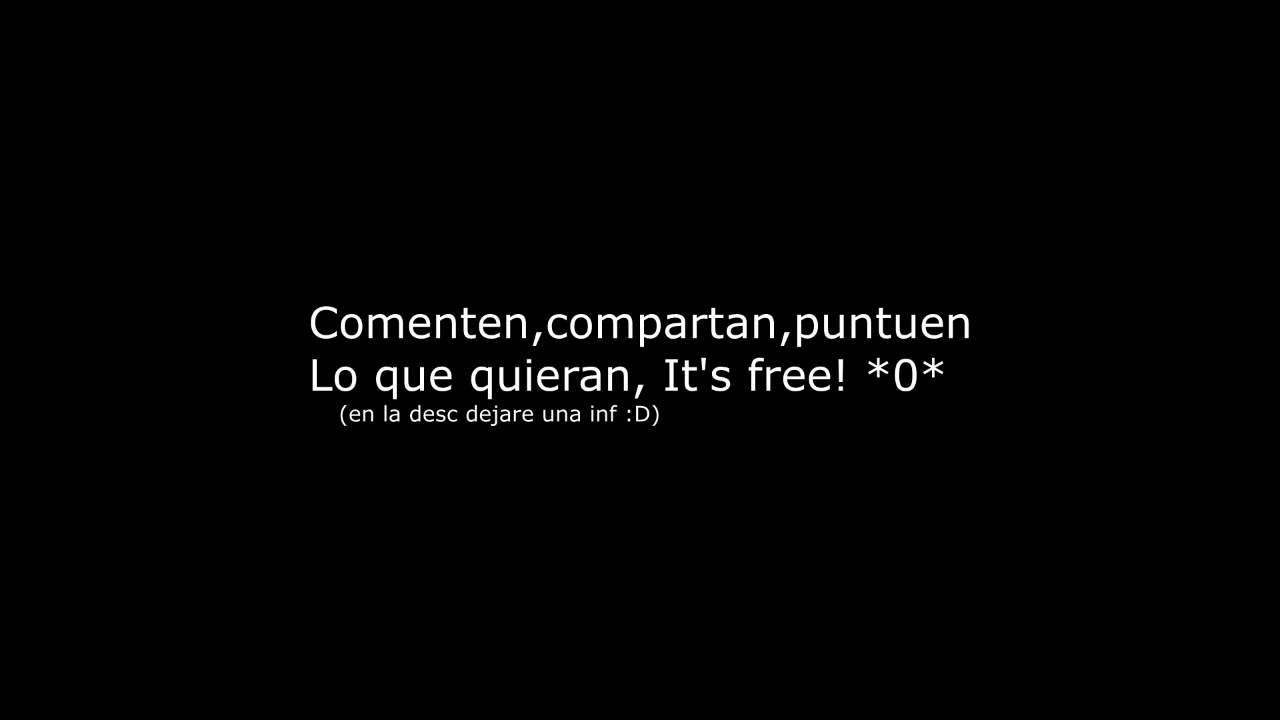 Comenten,compartan,puntuen
Lo que quieran, It's free! *0*
(en la desc dejare una inf :D)